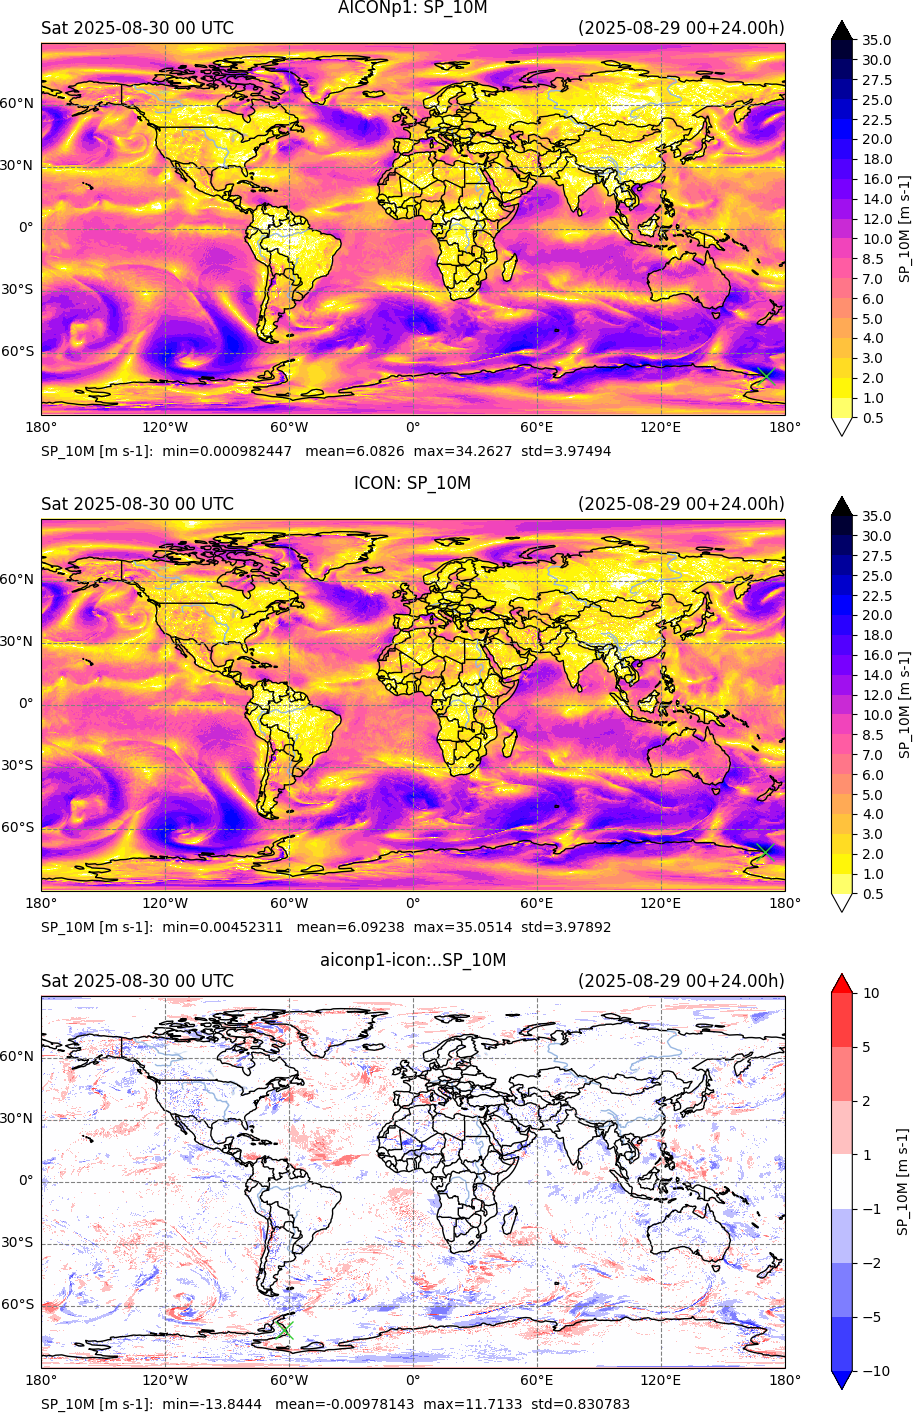 AICONp1: SP_10M
Sat 2025-08-30 00 UTC (2025-08-29 00+24.00h)
60°N
30°N
0°
30°S
60°S
180° 120°W 60°W 0° 60°E 120°E 180°
35.0
30.0
27.5
25.0
22.5
20.0
18.0
16.0
14.0
12.0
10.0
8.5
7.0
6.0
5.0
4.0
3.0
2.0
1.0
0.5
SP_10M [m s-1]
SP_10M [m s-1]: min=0.000982447 mean=6.0826 max=34.2627 std=3.97494
ICON: SP_10M
Sat 2025-08-30 00 UTC (2025-08-29 00+24.00h)
60°N
30°N
0°
30°S
60°S
180° 120°W 60°W 0° 60°E 120°E 180°
35.0
30.0
27.5
25.0
22.5
20.0
18.0
16.0
14.0
12.0
10.0
8.5
7.0
6.0
5.0
4.0
3.0
2.0
1.0
0.5
SP_10M [m s-1]
SP_10M [m s-1]: min=0.00452311 mean=6.09238 max=35.0514 std=3.97892
aiconp1-icon:..SP_10M
Sat 2025-08-30 00 UTC (2025-08-29 00+24.00h)
60°N
30°N
0°
30°S
60°S
180° 120°W 60°W 0° 60°E 120°E 180°
10
5
2
1
−1
−2
−5
−10
SP_10M [m s-1]
SP_10M [m s-1]: min=-13.8444 mean=-0.00978143 max=11.7133 std=0.830783